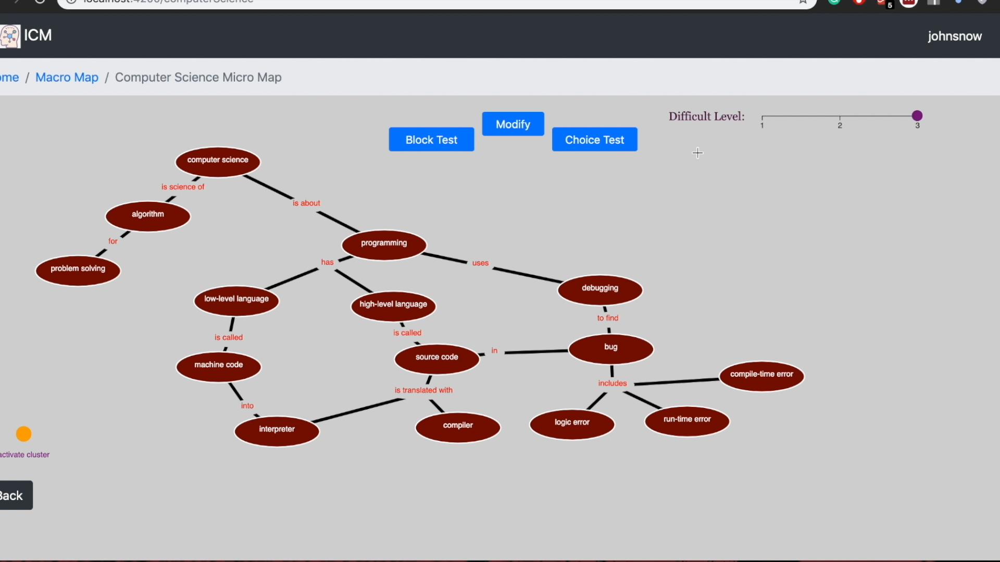 5
ICM
johnsnow
Macro Map / Computer Science Micro Map
Difficult Level:
1 2 3
Modify
Block Test
Choice Test
computer science
is science of
is about
algorithm
for
programming
has
uses
problem solving
low-level language
high-level language
debugging
to find
is called
is called
bug
in
source code
machine code
compile-time error
includes
is translated with
into
run-time error
logic error
compiler
interpreter
activate cluster
Back